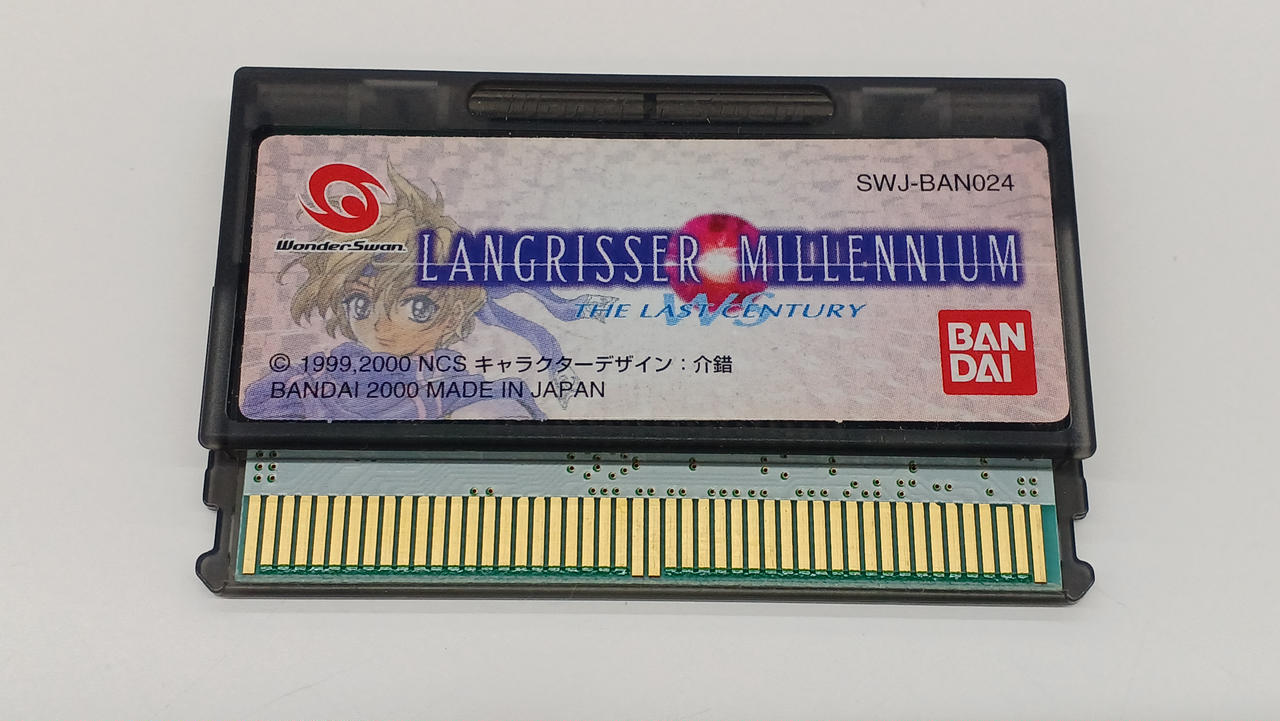 WonderSwan
SWJ-BAN024
WonderSwan
LANGRISSER MILLENNIUM
WS
THE LAST CENTURY
BAN
DAI
© 1999,2000 NCS キャラクターデザイン：介錯
BANDAI 2000 MADE IN JAPAN